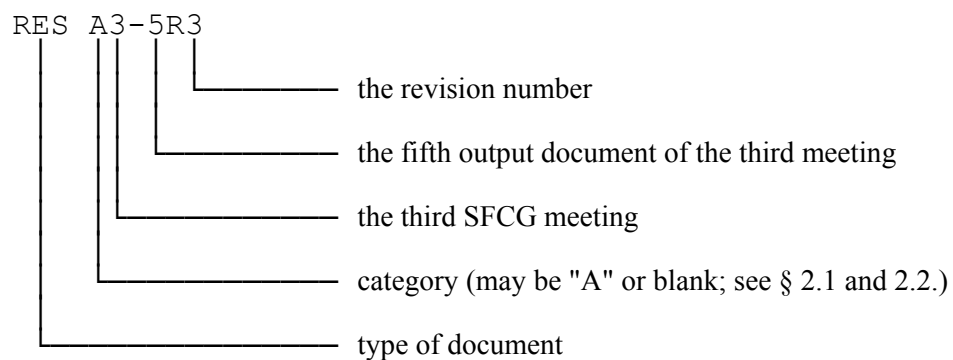 RES A3-5R3
the revision number
the fifth output document of the third meeting
the third SFCG meeting
category (may be "A" or blank; see § 2.1 and 2.2.)
type of document